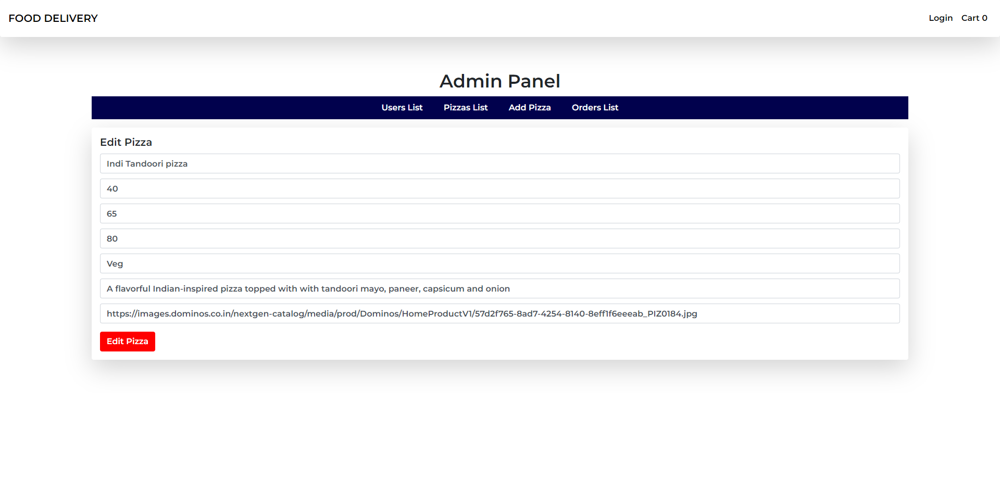 FOOD DELIVERY Login Cart 0
Admin Panel
Users List Pizzas List Add Pizza Orders List
Edit Pizza
Indi Tandoori pizza
40
65
80
Veg
A flavorful Indian-inspired pizza topped with with tandoori mayo, paneer, capsicum and onion
https://images.dominos.co.in/nextgen-catalog/media/prod/Dominos/HomeProductV1/57d2f765-8ad7-4254-8140-8eff1f6eeeab_PIZ0184.jpg
Edit Pizza